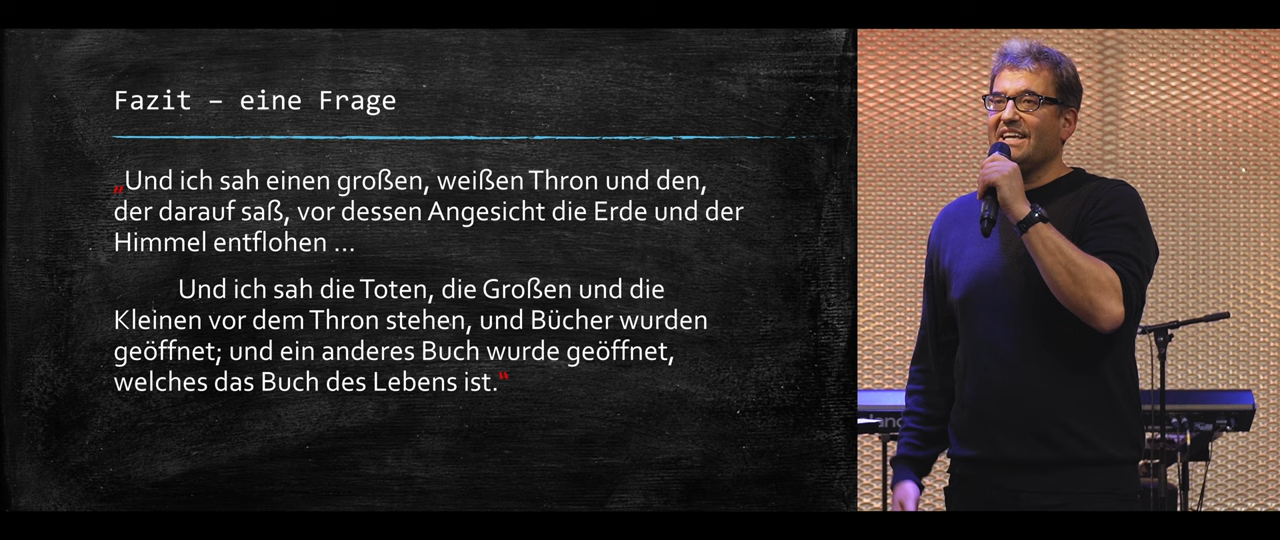 Fazit – eine Frage
„Und ich sah einen großen, weißen Thron und den,
der darauf saß, vor dessen Angesicht die Erde und der
Himmel entflohen ...
Und ich sah die Toten, die Großen und die
Kleinen vor dem Thron stehen, und Bücher wurden
geöffnet; und ein anderes Buch wurde geöffnet,
welches das Buch des Lebens ist.“